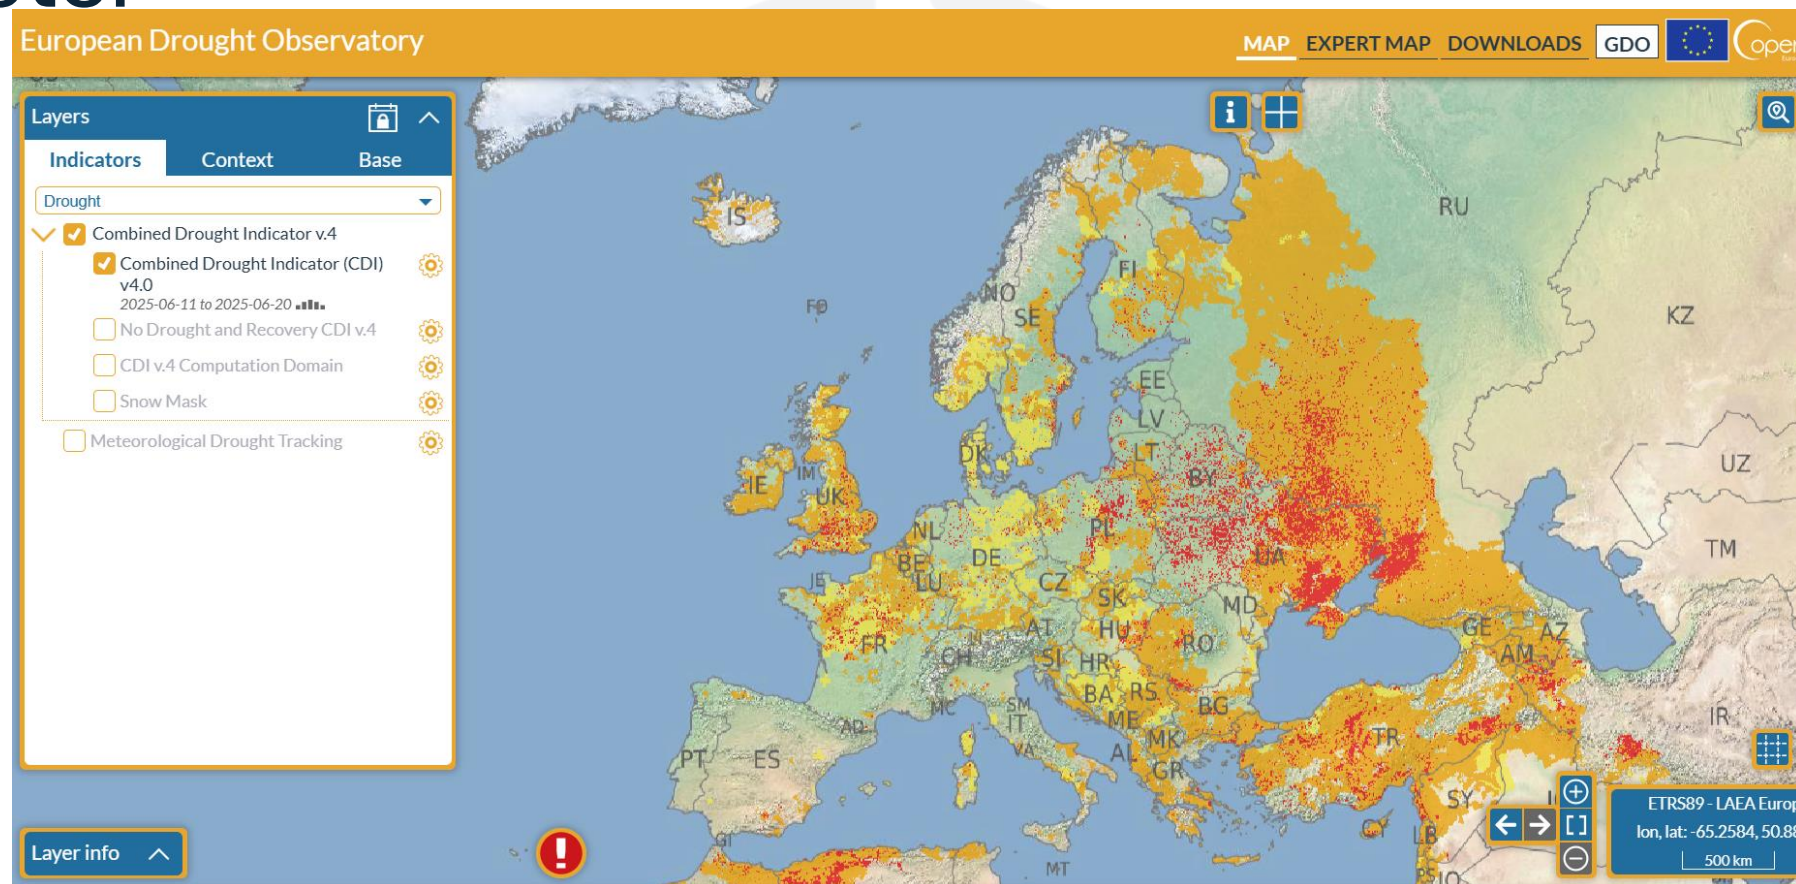 European Drought Observatory
MAP EXPERT MAP DOWNLOADS GDO
Layers
Indicators Context Base
Drought
Combined Drought Indicator v.4
Combined Drought Indicator (CDI)
v4.0
2025-06-11 to 2025-06-20
No Drought and Recovery CDI v.4
CDI v.4 Computation Domain
Snow Mask
Meteorological Drought Tracking
Layer info
IS
RU
FI
NO
SE
KZ
EE
LV
LT
DK
IM
IE
UK
BY
UZ
NL
PL
DE
BE
UA
TM
LU
JE
CZ
SK
MD
AT
HU
FR
RO
GE
AZ
CH
SI
HR
AM
BA
RS
MC
SM
IT
BG
ME
IR
AD
VA
MK
TR
PT
ES
AL
GR
SY
CY
LB
GI
MT
ETRS89 - LAEA Europ
lon, lat: -65.2584, 50.88
500 km